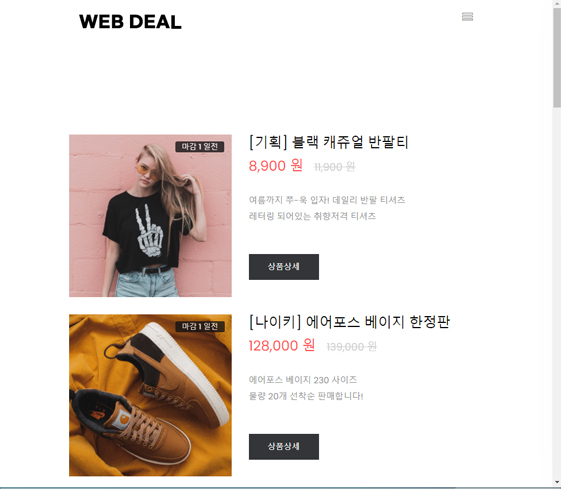 WEB DEAL
마감 1 일전
[기획] 블랙 캐쥬얼 반팔티
8,900 원 11,900 원
여름까지 쭈-욱 입자! 데일리 반팔 티셔츠
레터링 되어있는 취향저격 티셔츠
상품상세
마감 1 일전
[나이키] 에어포스 베이지 한정판
128,000 원 139,000 원
에어포스 베이지 230 사이즈
물량 20개 선착순 판매합니다!
상품상세